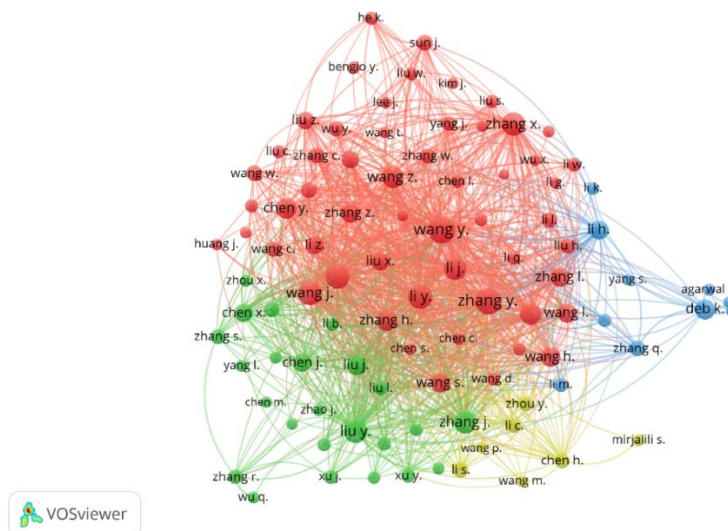 he k.
sun j.
bengio y.
liu w.
kim j.
lee j.
liu s.
liu z.
wu y.
wang t.
yang j.
zhang x.
liu c.
zhang c.
zhang w.
wu x.
li w.
wang w.
wang z.
chen l.
li g.
li k.
chen y.
zhang z.
wang y.
li l.
li h.
huang j.
wang c.
li z.
liu h.
liu x.
li q.
zhou x.
li j.
zhang l.
yang s.
agarwal
wang j.
li y.
zhang y.
deb k.
chen x.
li b.
zhang h.
wang l.
zhang s.
chen s.
chen c.
wang h.
zhang q.
yang l.
chen j.
liu j.
liu l.
wang s.
wang d.
li m.
chen m.
zhao j.
zhou y.
liu y.
zhang j.
li c.
mirjalili s.
wang p.
chen h.
zhang r.
xu j.
xu y.
li s.
wang m.
wu q.
VOSviewer